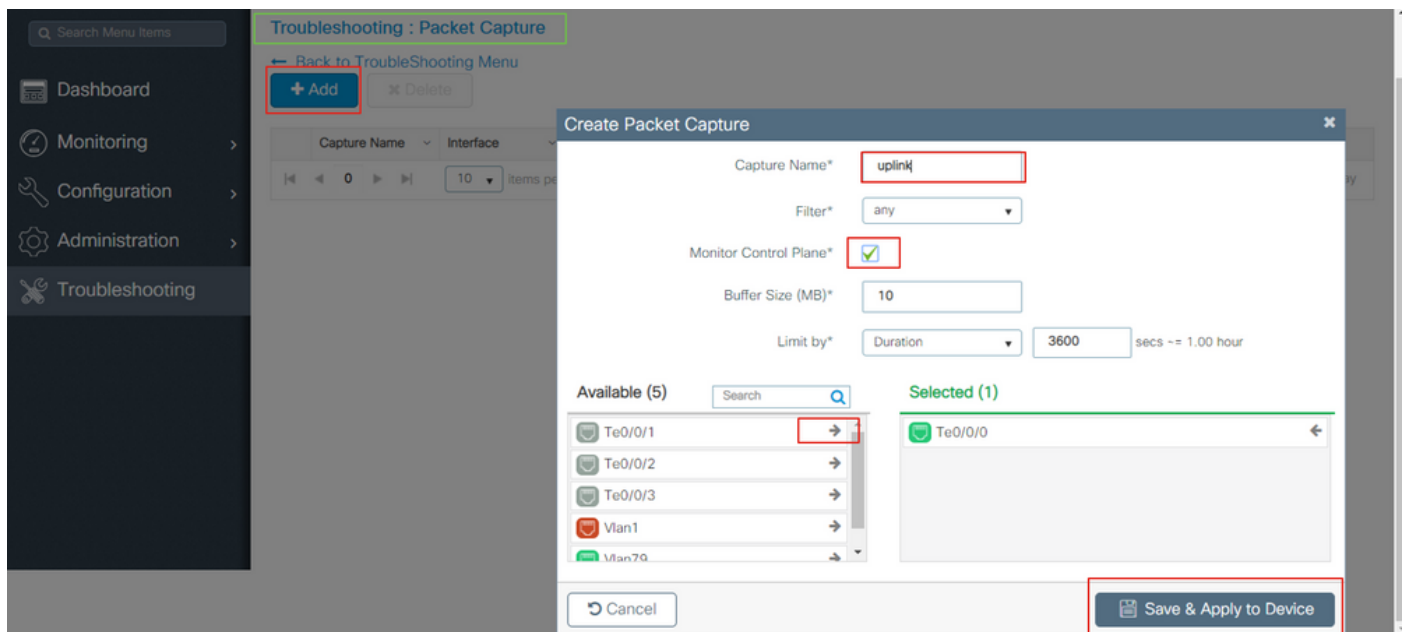 Search Menu Items
Dashboard
Monitoring
Configuration
Administration
Troubleshooting
Troubleshooting : Packet Capture
← Back to TroubleShooting Menu
+ Add
✖ Delete
Capture Name
Interface
0
10
items pe
ay
Create Packet Capture
Capture Name*
uplink
Filter*
any
Monitor Control Plane*
Buffer Size (MB)*
10
Limit by*
Duration
3600
secs ~= 1.00 hour
Available (5)
Search
Te0/0/1
Te0/0/2
Te0/0/3
Vlan1
Vlan79
Selected (1)
Te0/0/0
Cancel
Save & Apply to Device